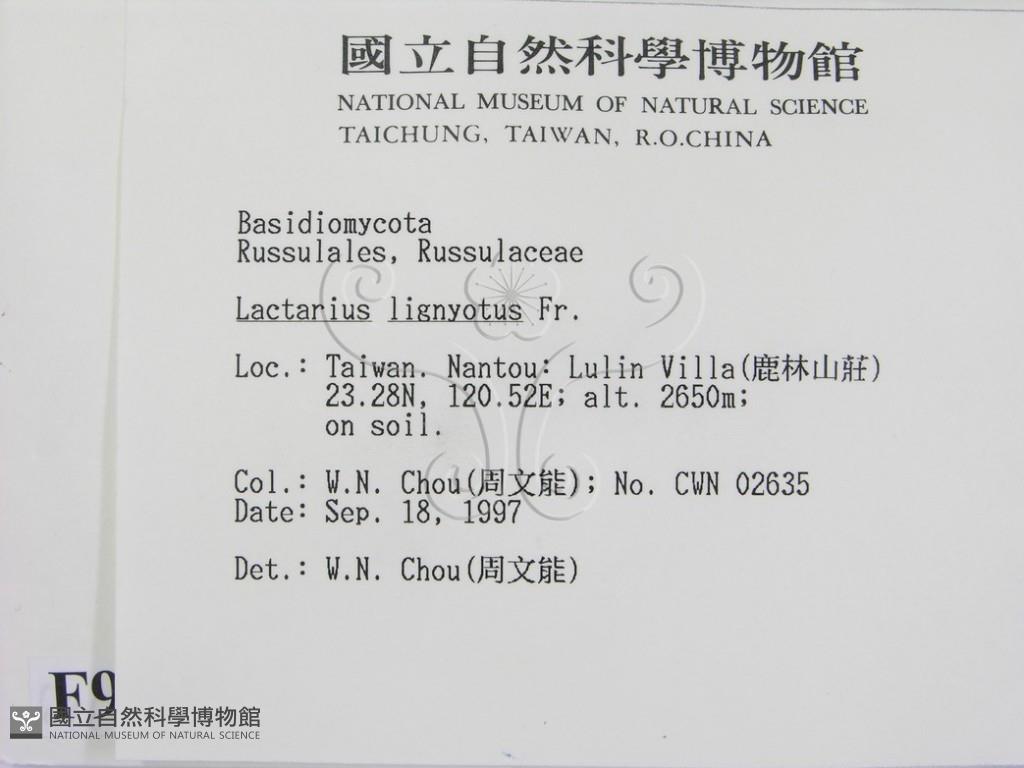 國立自然科學博物館
NATIONAL MUSEUM OF NATURAL SCIENCE
TAICHUNG, TAIWAN, R.O.CHINA
Basidiomycota
Russulales, Russulaceae
Lactarius lignyotus Fr.
Loc.: Taiwan. Nantou: Lulin Villa(鹿林山莊)
23.28N, 120.52E; alt. 2650m;
on soil.
Col.: W.N. Chou(周文能); No. CWN 02635
Date: Sep. 18, 1997
Det.: W.N. Chou(周文能)
F9
國立自然科學博物館
NATIONAL MUSEUM OF NATURAL SCIENCE